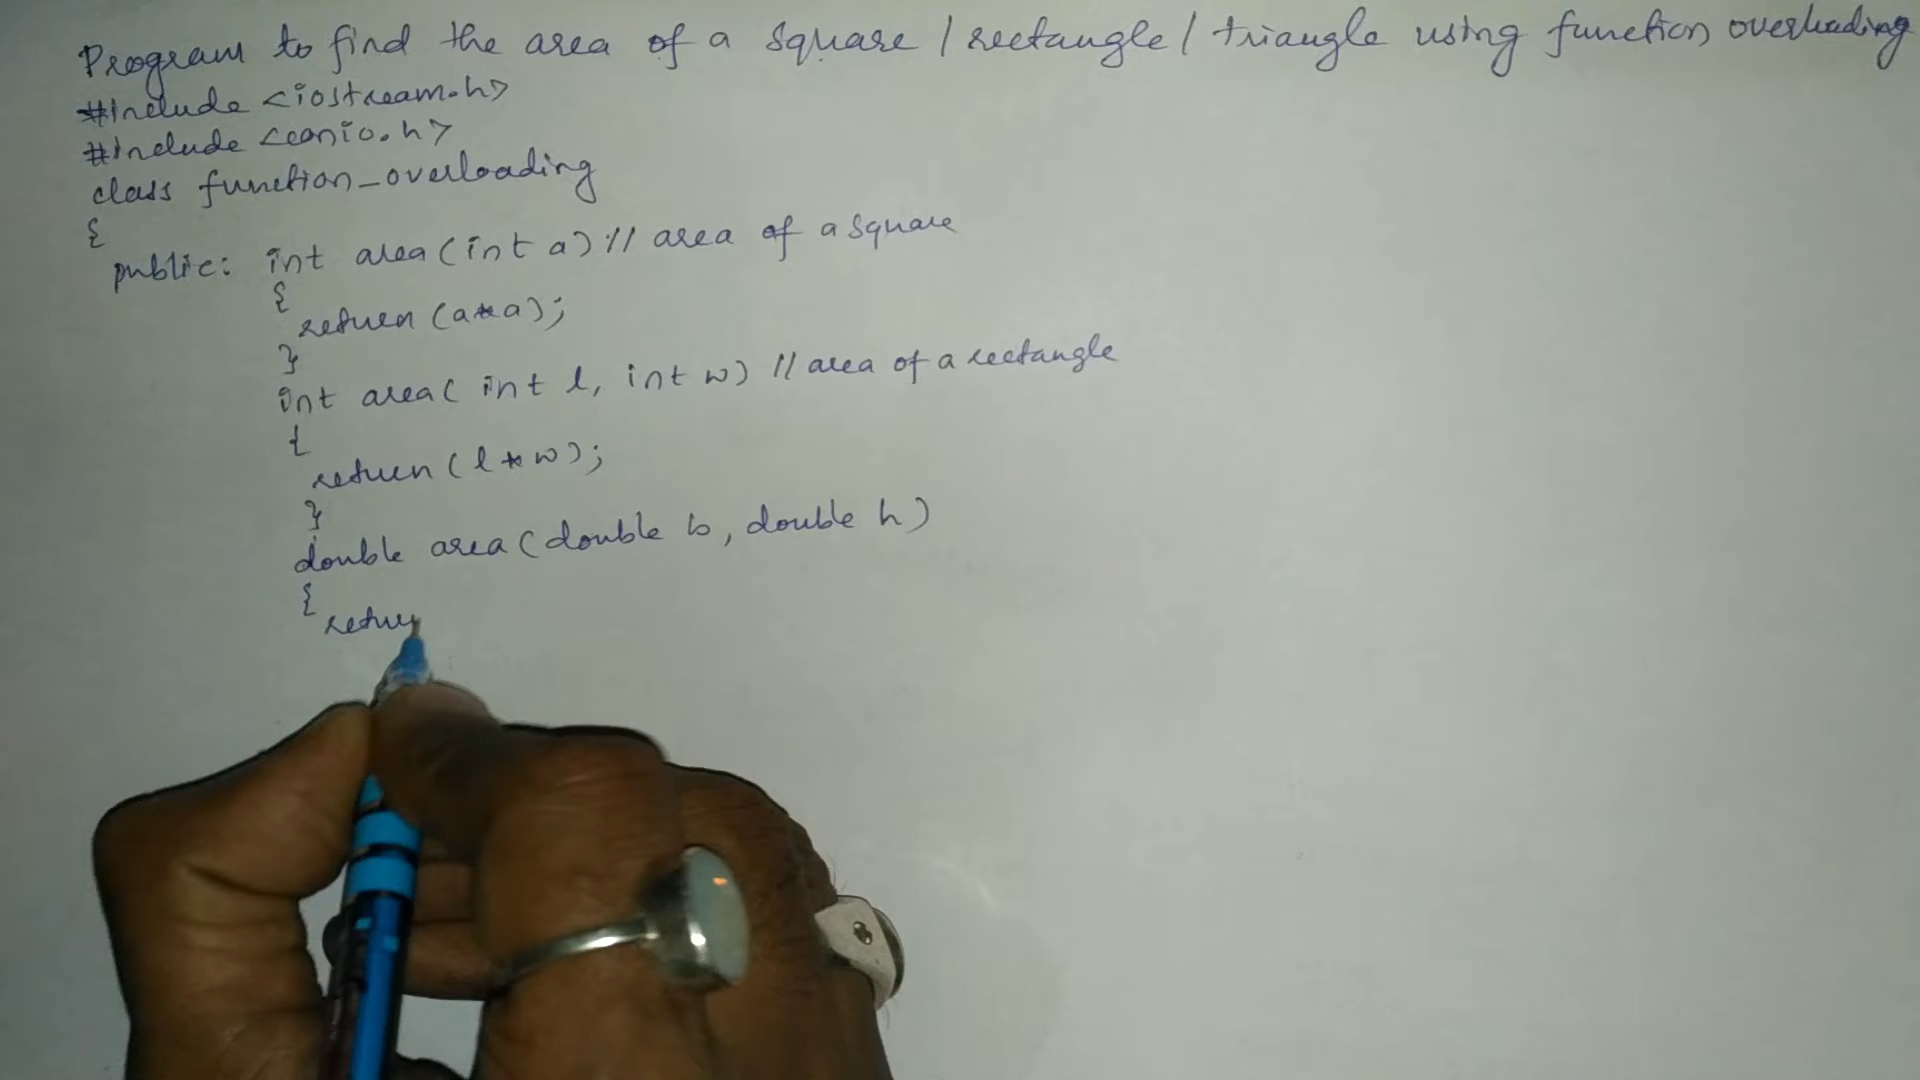 Program to find the area of a square / rectangle / triangle using function overloading
#include <iostream.h>
#include <conio.h>
class function_overloading
{
public: int area(int a) // area of a square
{
return (a*a);
}
int area( int l, int w) // area of a rectangle
{
return (l*w);
}
double area (double b, double h)
{
retur